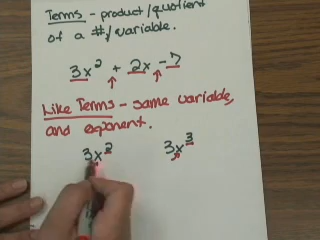 Terms - product/quotient
of a #/variable.
3x² + 2x - 7
Like Terms - same variable,
and exponent.
3x² 3x³